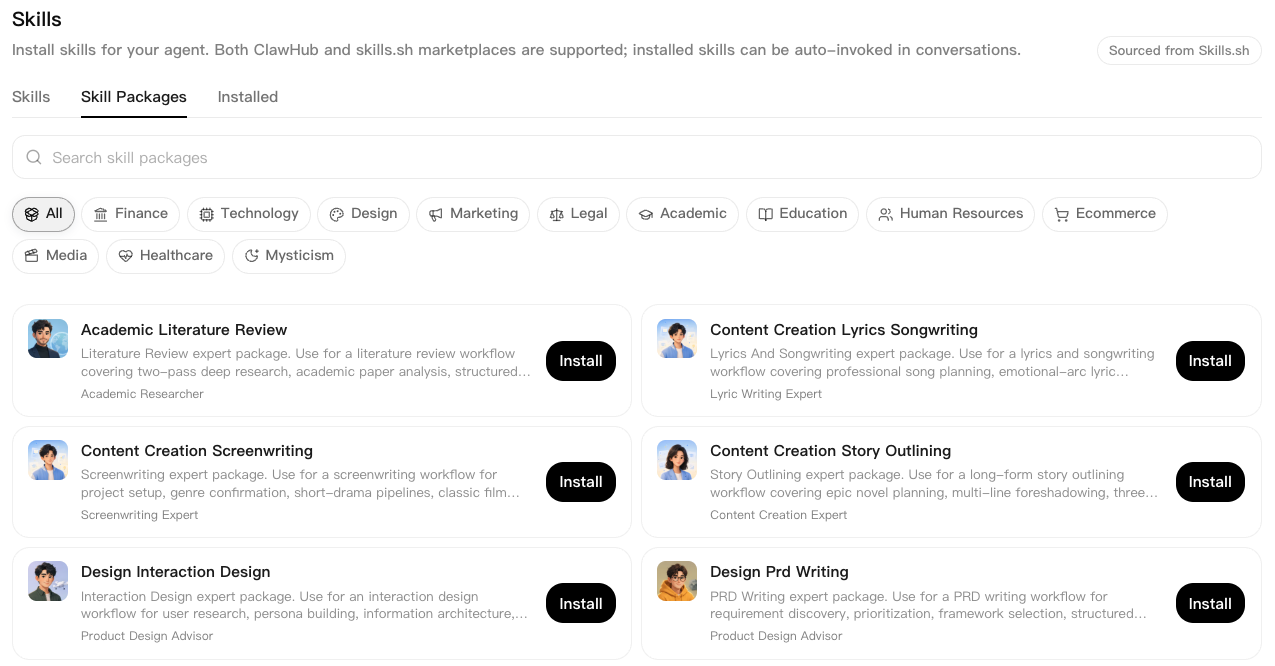 Skills
Install skills for your agent. Both ClawHub and skills.sh marketplaces are supported; installed skills can be auto-invoked in conversations.
Sourced from Skills.sh
Skills
Skill Packages
Installed
Search skill packages
All
Finance
Technology
Design
Marketing
Legal
Academic
Education
Human Resources
Ecommerce
Media
Healthcare
Mysticism
Academic Literature Review
Literature Review expert package. Use for a literature review workflow
covering two-pass deep research, academic paper analysis, structured...
Academic Researcher
Install
Content Creation Lyrics Songwriting
Lyrics And Songwriting expert package. Use for a lyrics and songwriting
workflow covering professional song planning, emotional-arc lyric...
Lyric Writing Expert
Install
Content Creation Screenwriting
Screenwriting expert package. Use for a screenwriting workflow for
project setup, genre confirmation, short-drama pipelines, classic film...
Screenwriting Expert
Install
Content Creation Story Outlining
Story Outlining expert package. Use for a long-form story outlining
workflow covering epic novel planning, multi-line foreshadowing, three...
Content Creation Expert
Install
Design Interaction Design
Interaction Design expert package. Use for an interaction design
workflow for user research, persona building, information architecture,...
Product Design Advisor
Install
Design Prd Writing
PRD Writing expert package. Use for a PRD writing workflow for
requirement discovery, prioritization, framework selection, structured...
Product Design Advisor
Install